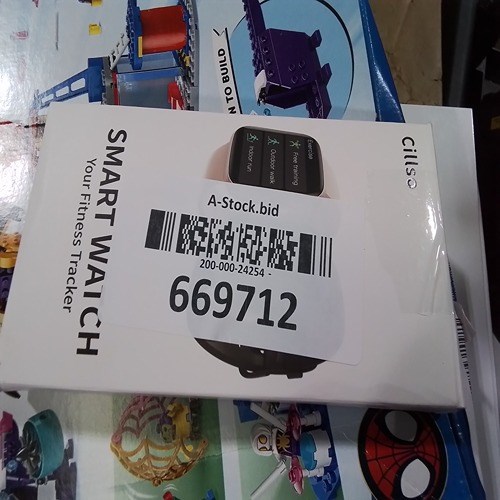 N TO BUILD
Cillso
SMART WATCH
Your Fitness Tracker
Exercise
Free training
Outdoor walk
Indoor run
A-Stock.bid
200-000-24254 -
669712